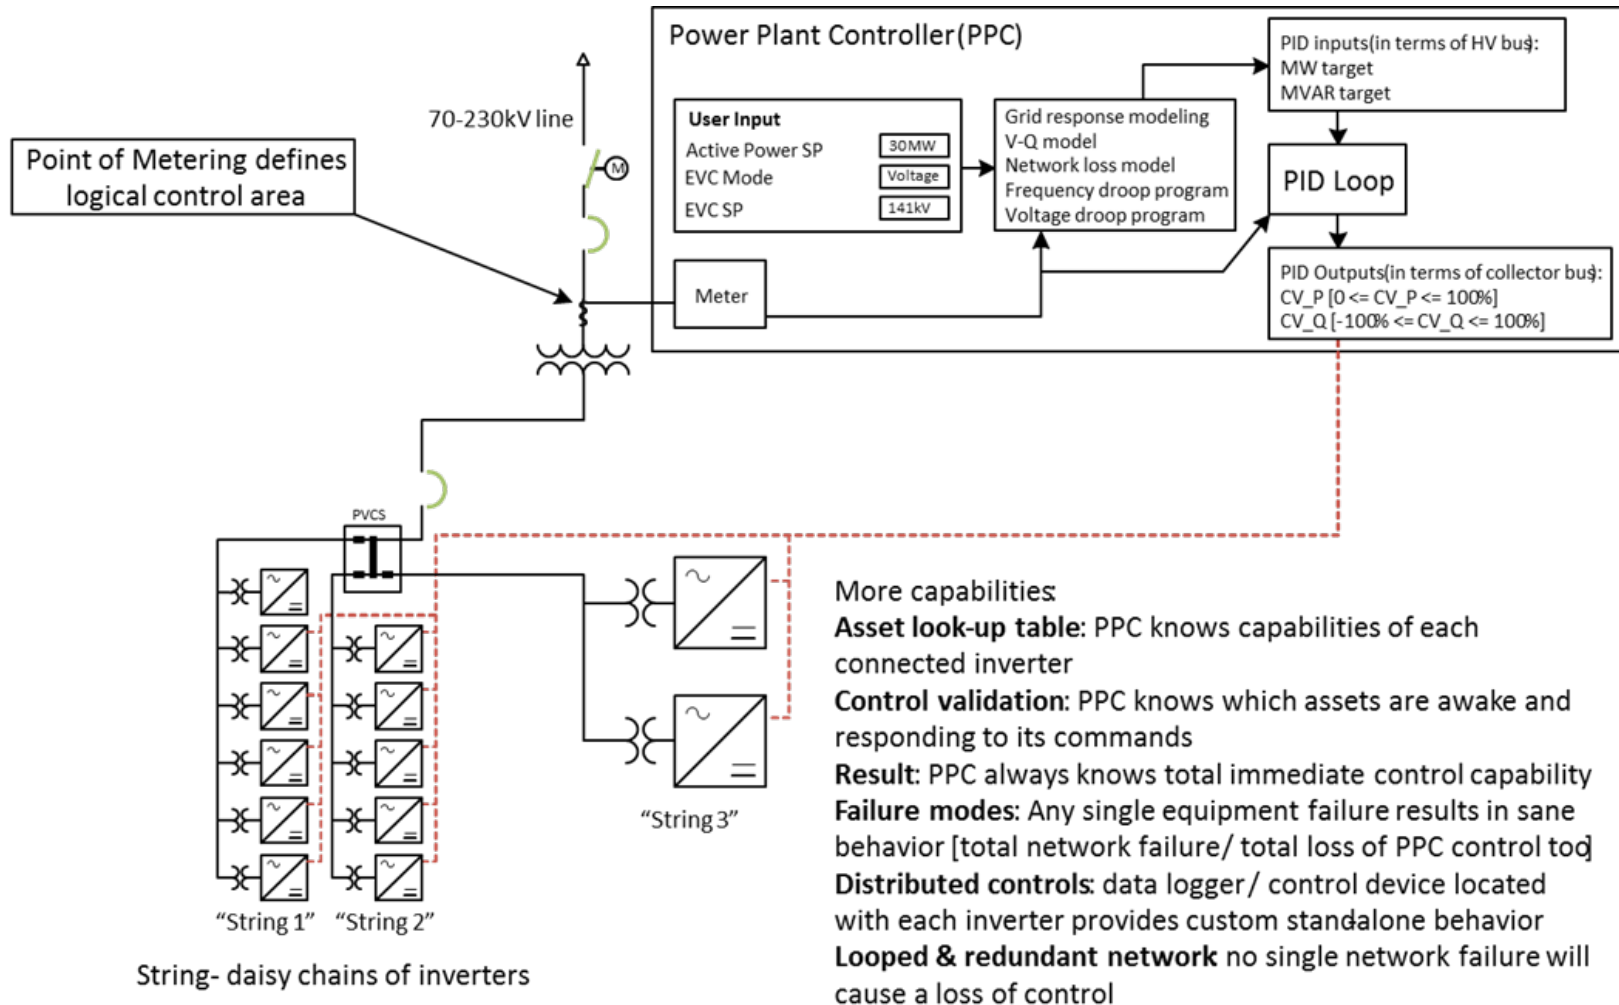 Power Plant Controller(PPC)
70-230kV line
M
Point of Metering defines
logical control area
User Input
Active Power SP
30MW
EVC Mode
Voltage
EVC SP
141kV
Grid response modeling
V-Q model
Network loss model
Frequency droop program
Voltage droop program
PID inputs(in terms of HV bus):
MW target
MVAR target
PID Loop
PID Outputs(in terms of collector bus):
CV_P [0 <= CV_P <= 100%]
CV_Q [-100% <= CV_Q <= 100%]
Meter
PVCS
"String 1"
"String 2"
"String 3"
String- daisy chains of inverters
More capabilities:
Asset look-up table: PPC knows capabilities of each
connected inverter
Control validation: PPC knows which assets are awake and
responding to its commands
Result: PPC always knows total immediate control capability
Failure modes: Any single equipment failure results in sane
behavior [total network failure/ total loss of PPC control too]
Distributed controls: data logger/ control device located
with each inverter provides custom standalone behavior
Looped & redundant network no single network failure will
cause a loss of control